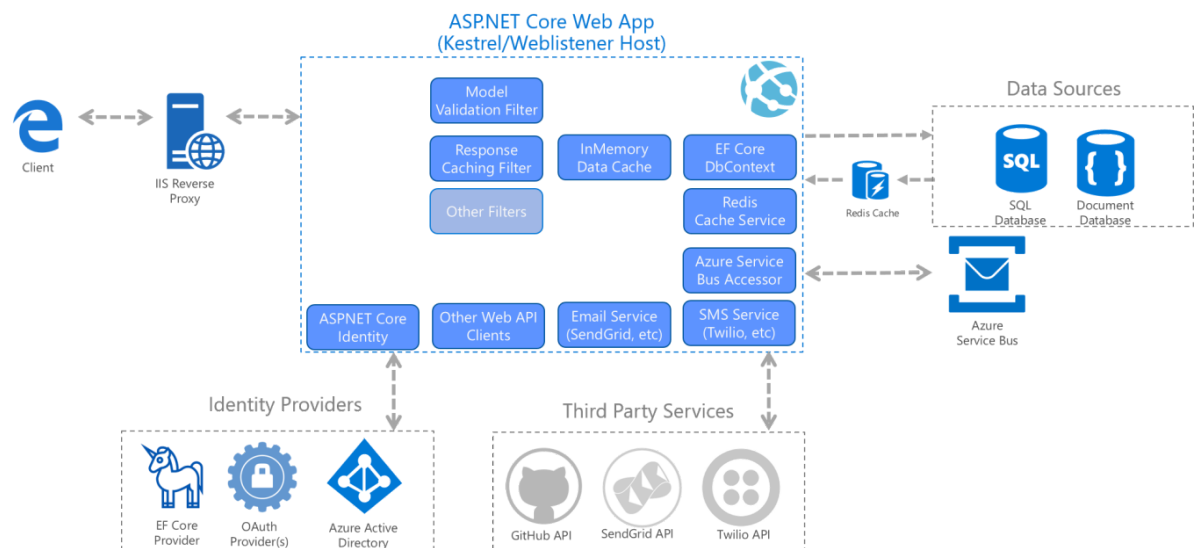 ASP.NET Core Web App
(Kestrel/Weblistener Host)
Model
Validation Filter
Response
Caching Filter
InMemory
Data Cache
EF Core
DbContext
Other Filters
Redis
Cache Service
Azure Service
Bus Accessor
ASPNET Core
Identity
Other Web API
Clients
Email Service
(SendGrid, etc)
SMS Service
(Twilio, etc)
Client
IIS Reverse
Proxy
Data Sources
Redis Cache
SQL
SQL
Database
{ }
Document
Database
Azure
Service Bus
Identity Providers
EF Core
Provider
OAuth
Provider(s)
Azure Active
Directory
Third Party Services
GitHub API
SendGrid API
Twilio API